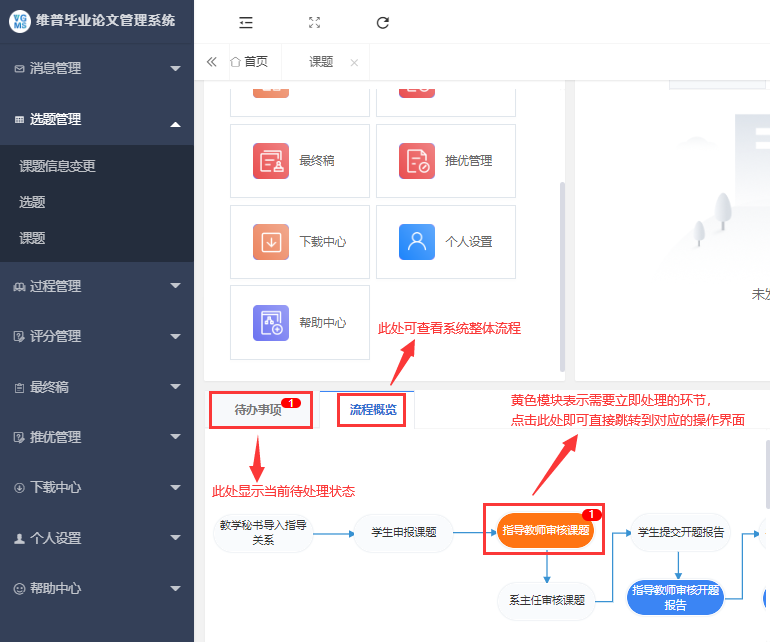 VG
MS
维普毕业论文管理系统
消息管理
选题管理
课题信息变更
选题
课题
过程管理
评分管理
最终稿
推优管理
下载中心
个人设置
帮助中心
首页
课题
最终稿
推优管理
下载中心
个人设置
帮助中心
未发
此处可查看系统整体流程
待办事项 1
流程概览
黄色模块表示需要立即处理的环节，
点击此处即可直接跳转到对应的操作界面
此处显示当前待处理状态
教学秘书导入指导
关系
学生申报课题
指导教师审核课题
1
学生提交开题报告
系主任审核课题
指导教师审核开题
报告